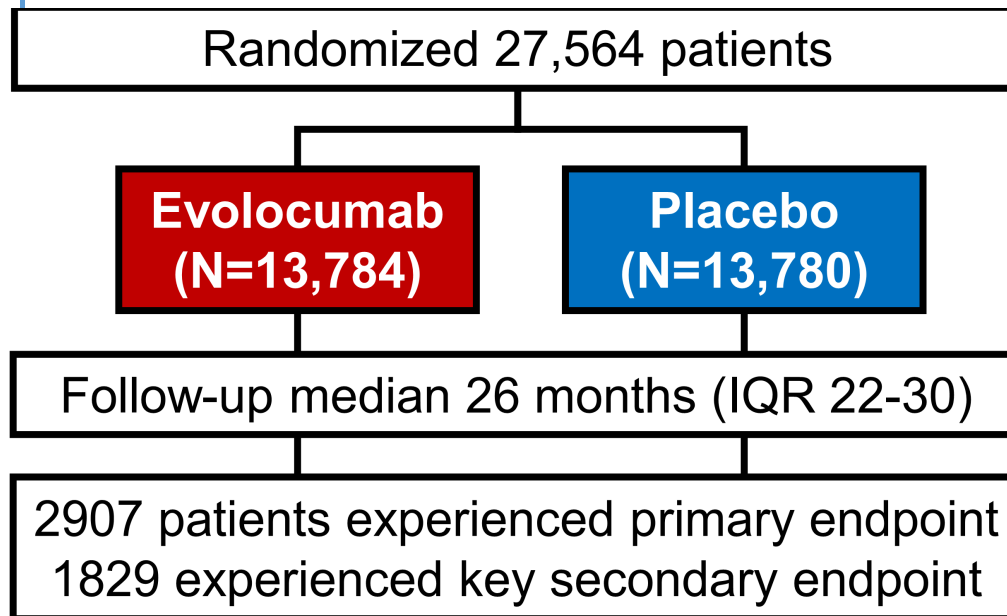 Randomized 27,564 patients
Evolocumab
(N=13,784)
Placebo
(N=13,780)
Follow-up median 26 months (IQR 22-30)
2907 patients experienced primary endpoint
1829 experienced key secondary endpoint